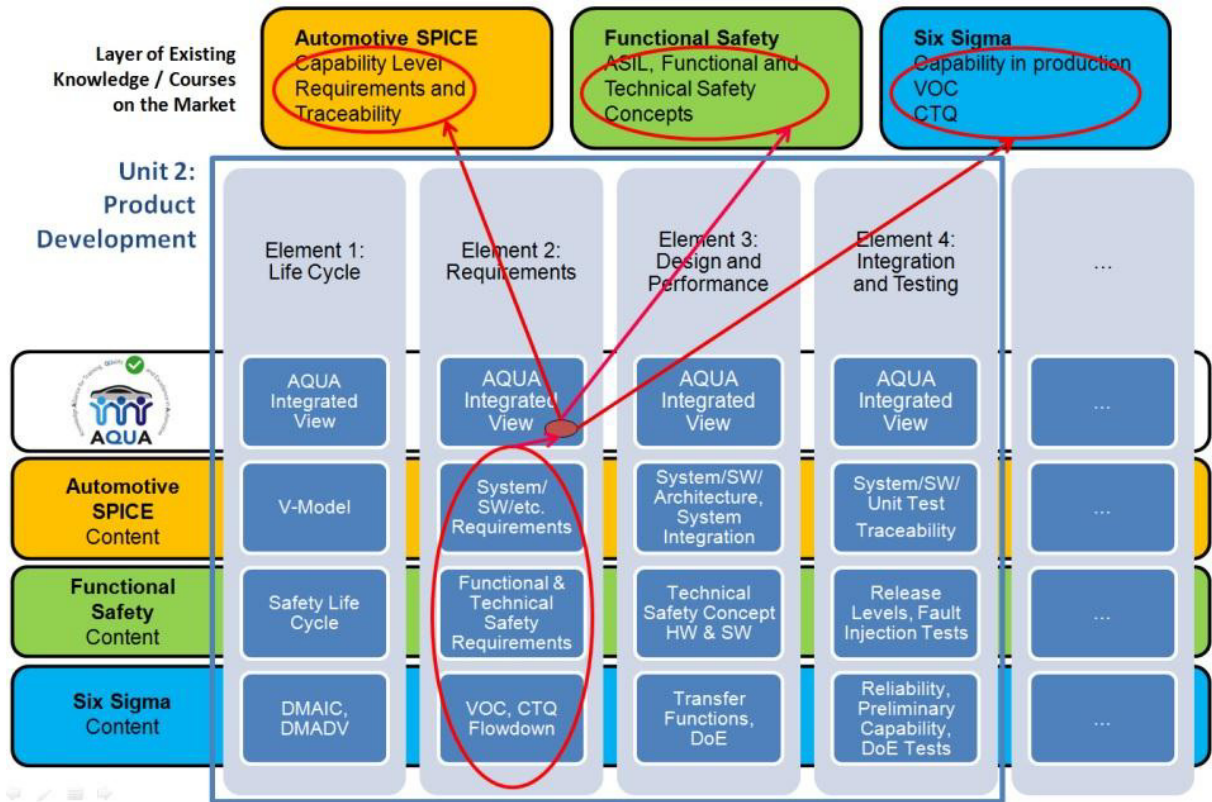 Layer of Existing
Knowledge / Courses
on the Market
Automotive SPICE
Capability Level
Requirements and
Traceability
Functional Safety
ASIL, Functional and
Technical Safety
Concepts
Six Sigma
Capability in production
VOC
CTQ
Unit 2:
Product
Development
Element 1:
Life Cycle
Element 2:
Requirements
Element 3:
Design and
Performance
Element 4:
Integration
and Testing
...
AQUA
AQUA
Integrated
View
AQUA
Integrated
View
AQUA
Integrated
View
AQUA
Integrated
View
...
Automotive
SPICE
Content
V-Model
System/
SW/etc.
Requirements
System/SW/
Architecture,
System
Integration
System/SW/
Unit Test
Traceability
...
Functional
Safety
Content
Safety Life
Cycle
Functional &
Technical
Safety
Requirements
Technical
Safety Concept
HW & SW
Release
Levels, Fault
Injection Tests
...
Six Sigma
Content
DMAIC,
DMADV
VOC, CTQ
Flowdown
Transfer
Functions,
DoE
Reliability,
Preliminary
Capability,
DoE Tests
...